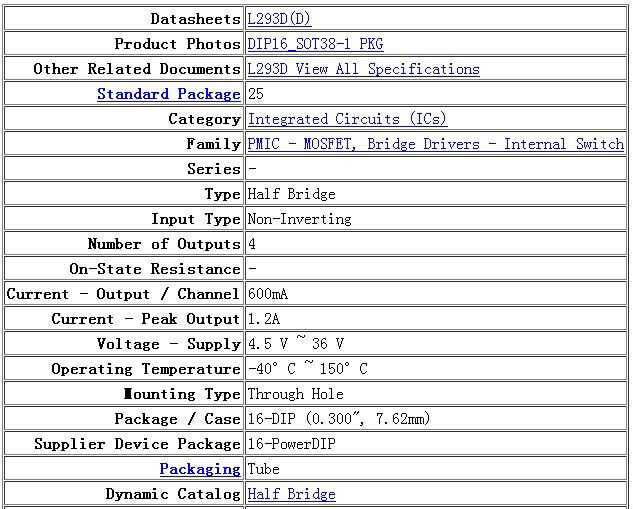 Datasheets L293D(D)
Product Photos DIP16_SOT38-1 PKG
Other Related Documents L293D View All Specifications
Standard Package 25
Category Integrated Circuits (ICs)
Family PMIC - MOSFET, Bridge Drivers - Internal Switch
Series -
Type Half Bridge
Input Type Non-Inverting
Number of Outputs 4
On-State Resistance -
Current - Output / Channel 600mA
Current - Peak Output 1.2A
Voltage - Supply 4.5 V ~ 36 V
Operating Temperature -40° C ~ 150° C
Mounting Type Through Hole
Package / Case 16-DIP (0.300", 7.62mm)
Supplier Device Package 16-PowerDIP
Packaging Tube
Dynamic Catalog Half Bridge